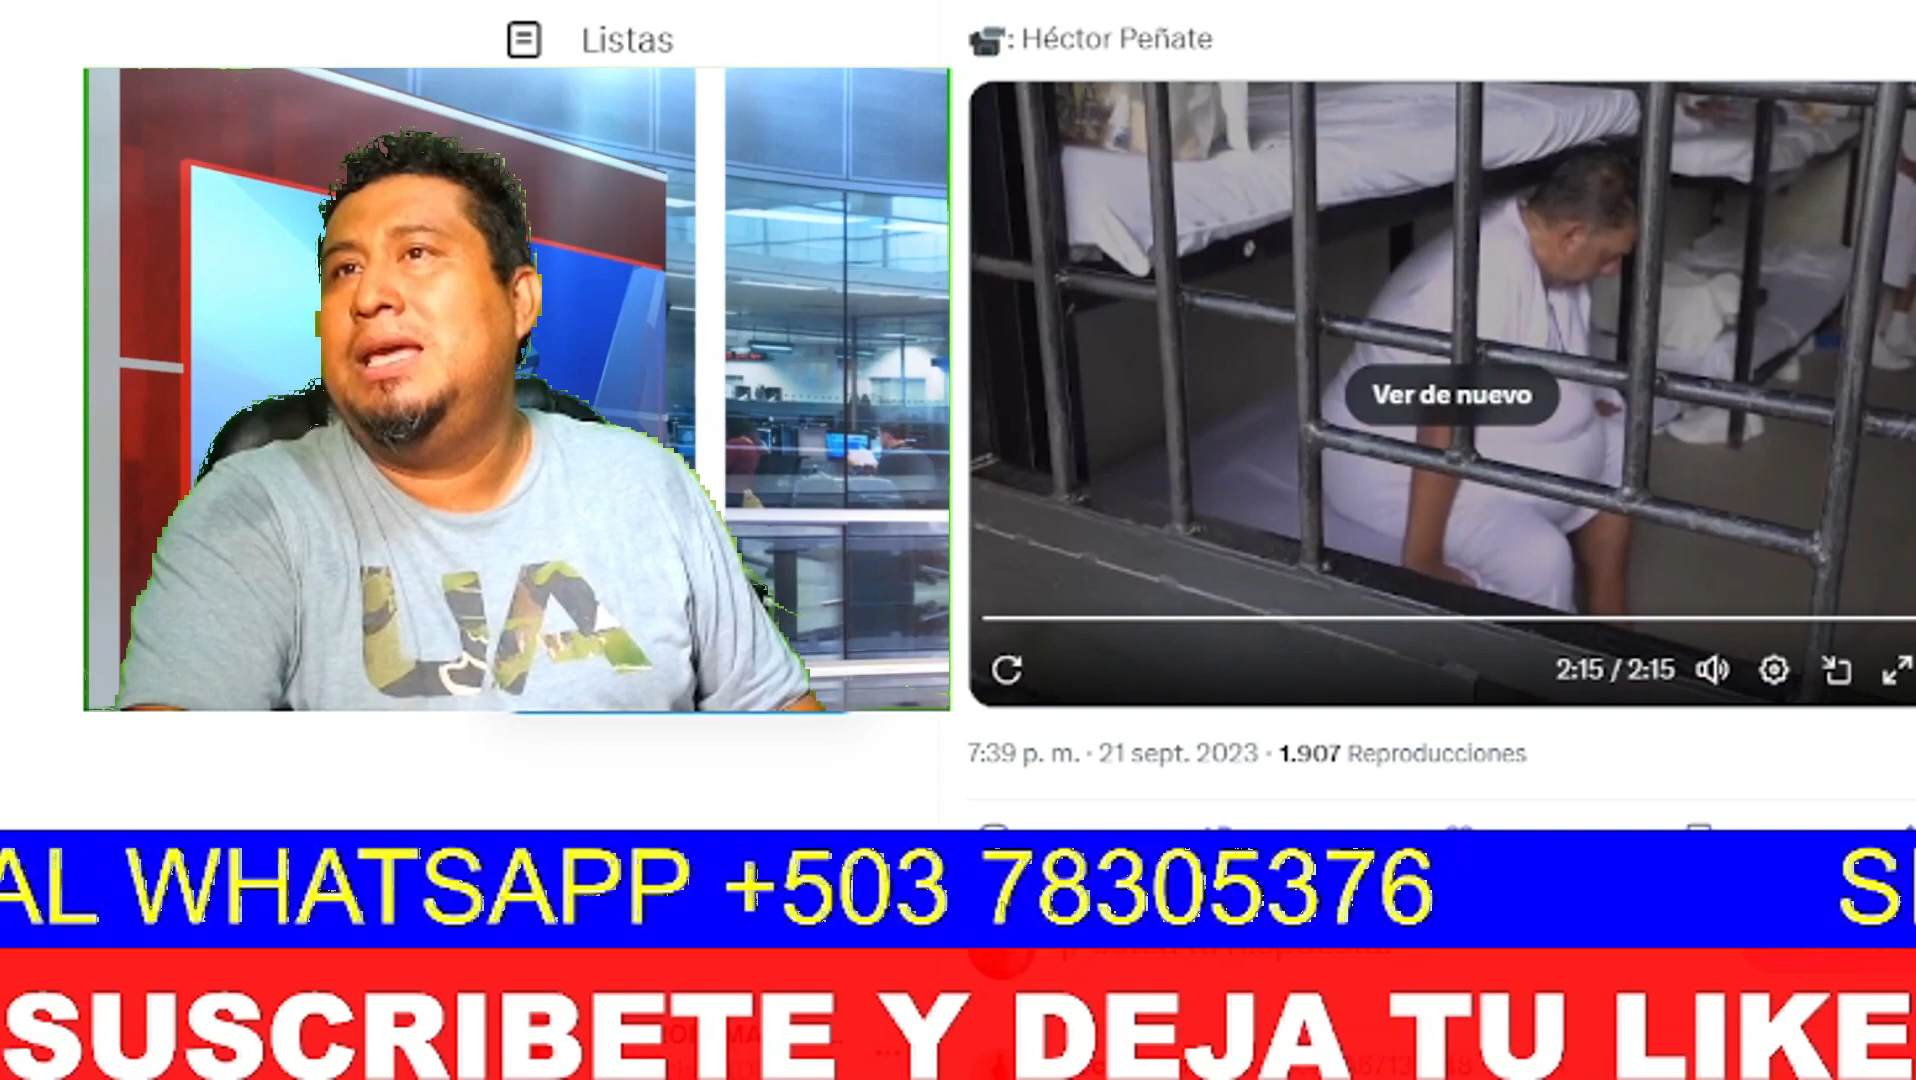 Listas
: Héctor Peñate
UA
Ver de nuevo
2:15 / 2:15
7:39 p. m. · 21 sept. 2023 · 1.907 Reproducciones
AL WHATSAPP +503 78305376
SUSCRIBETE Y DEJA TU LIKE